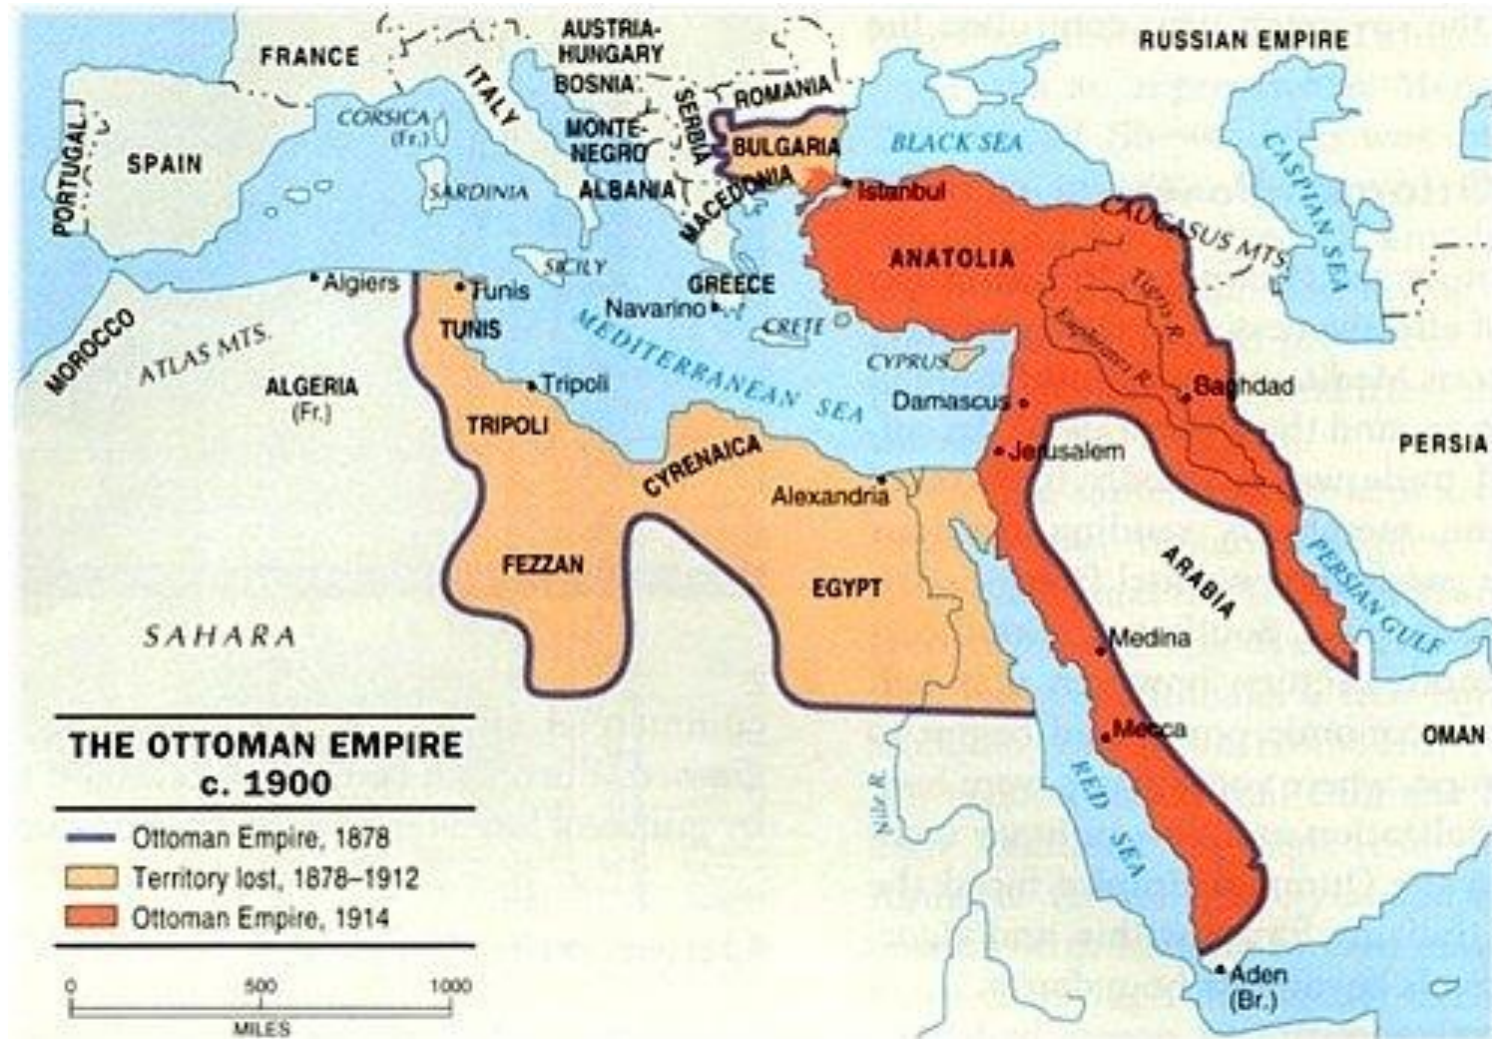 FRANCE
AUSTRIA-
HUNGARY
BOSNIA
ITALY
ROMANIA
SERBIA
RUSSIAN EMPIRE
CORSICA
(Fr.)
MONTE-
NEGRO
BULGARIA
BLACK SEA
CASPIAN SEA
PORTUGAL
SPAIN
SARDINIA
ALBANIA
MACEDONIA
Istanbul
CAUCASUS MTS.
SICILY
GREECE
ANATOLIA
Algiers
Tunis
Navarino
Tigris R.
MOROCCO
ATLAS MTS.
TUNIS
MEDITERRANEAN SEA
CRETE
CYPRUS
Euphrates R.
ALGERIA
(Fr.)
Tripoli
Damascus
Baghdad
TRIPOLI
CYRENAICA
Jerusalem
PERSIA
Alexandria
FEZZAN
EGYPT
ARABIA
PERSIAN GULF
SAHARA
Medina
Mecca
OMAN
Nile R.
RED SEA
Aden
(Br.)
THE OTTOMAN EMPIRE
c. 1900
Ottoman Empire, 1878
Territory lost, 1878–1912
Ottoman Empire, 1914
0 500 1000
MILES